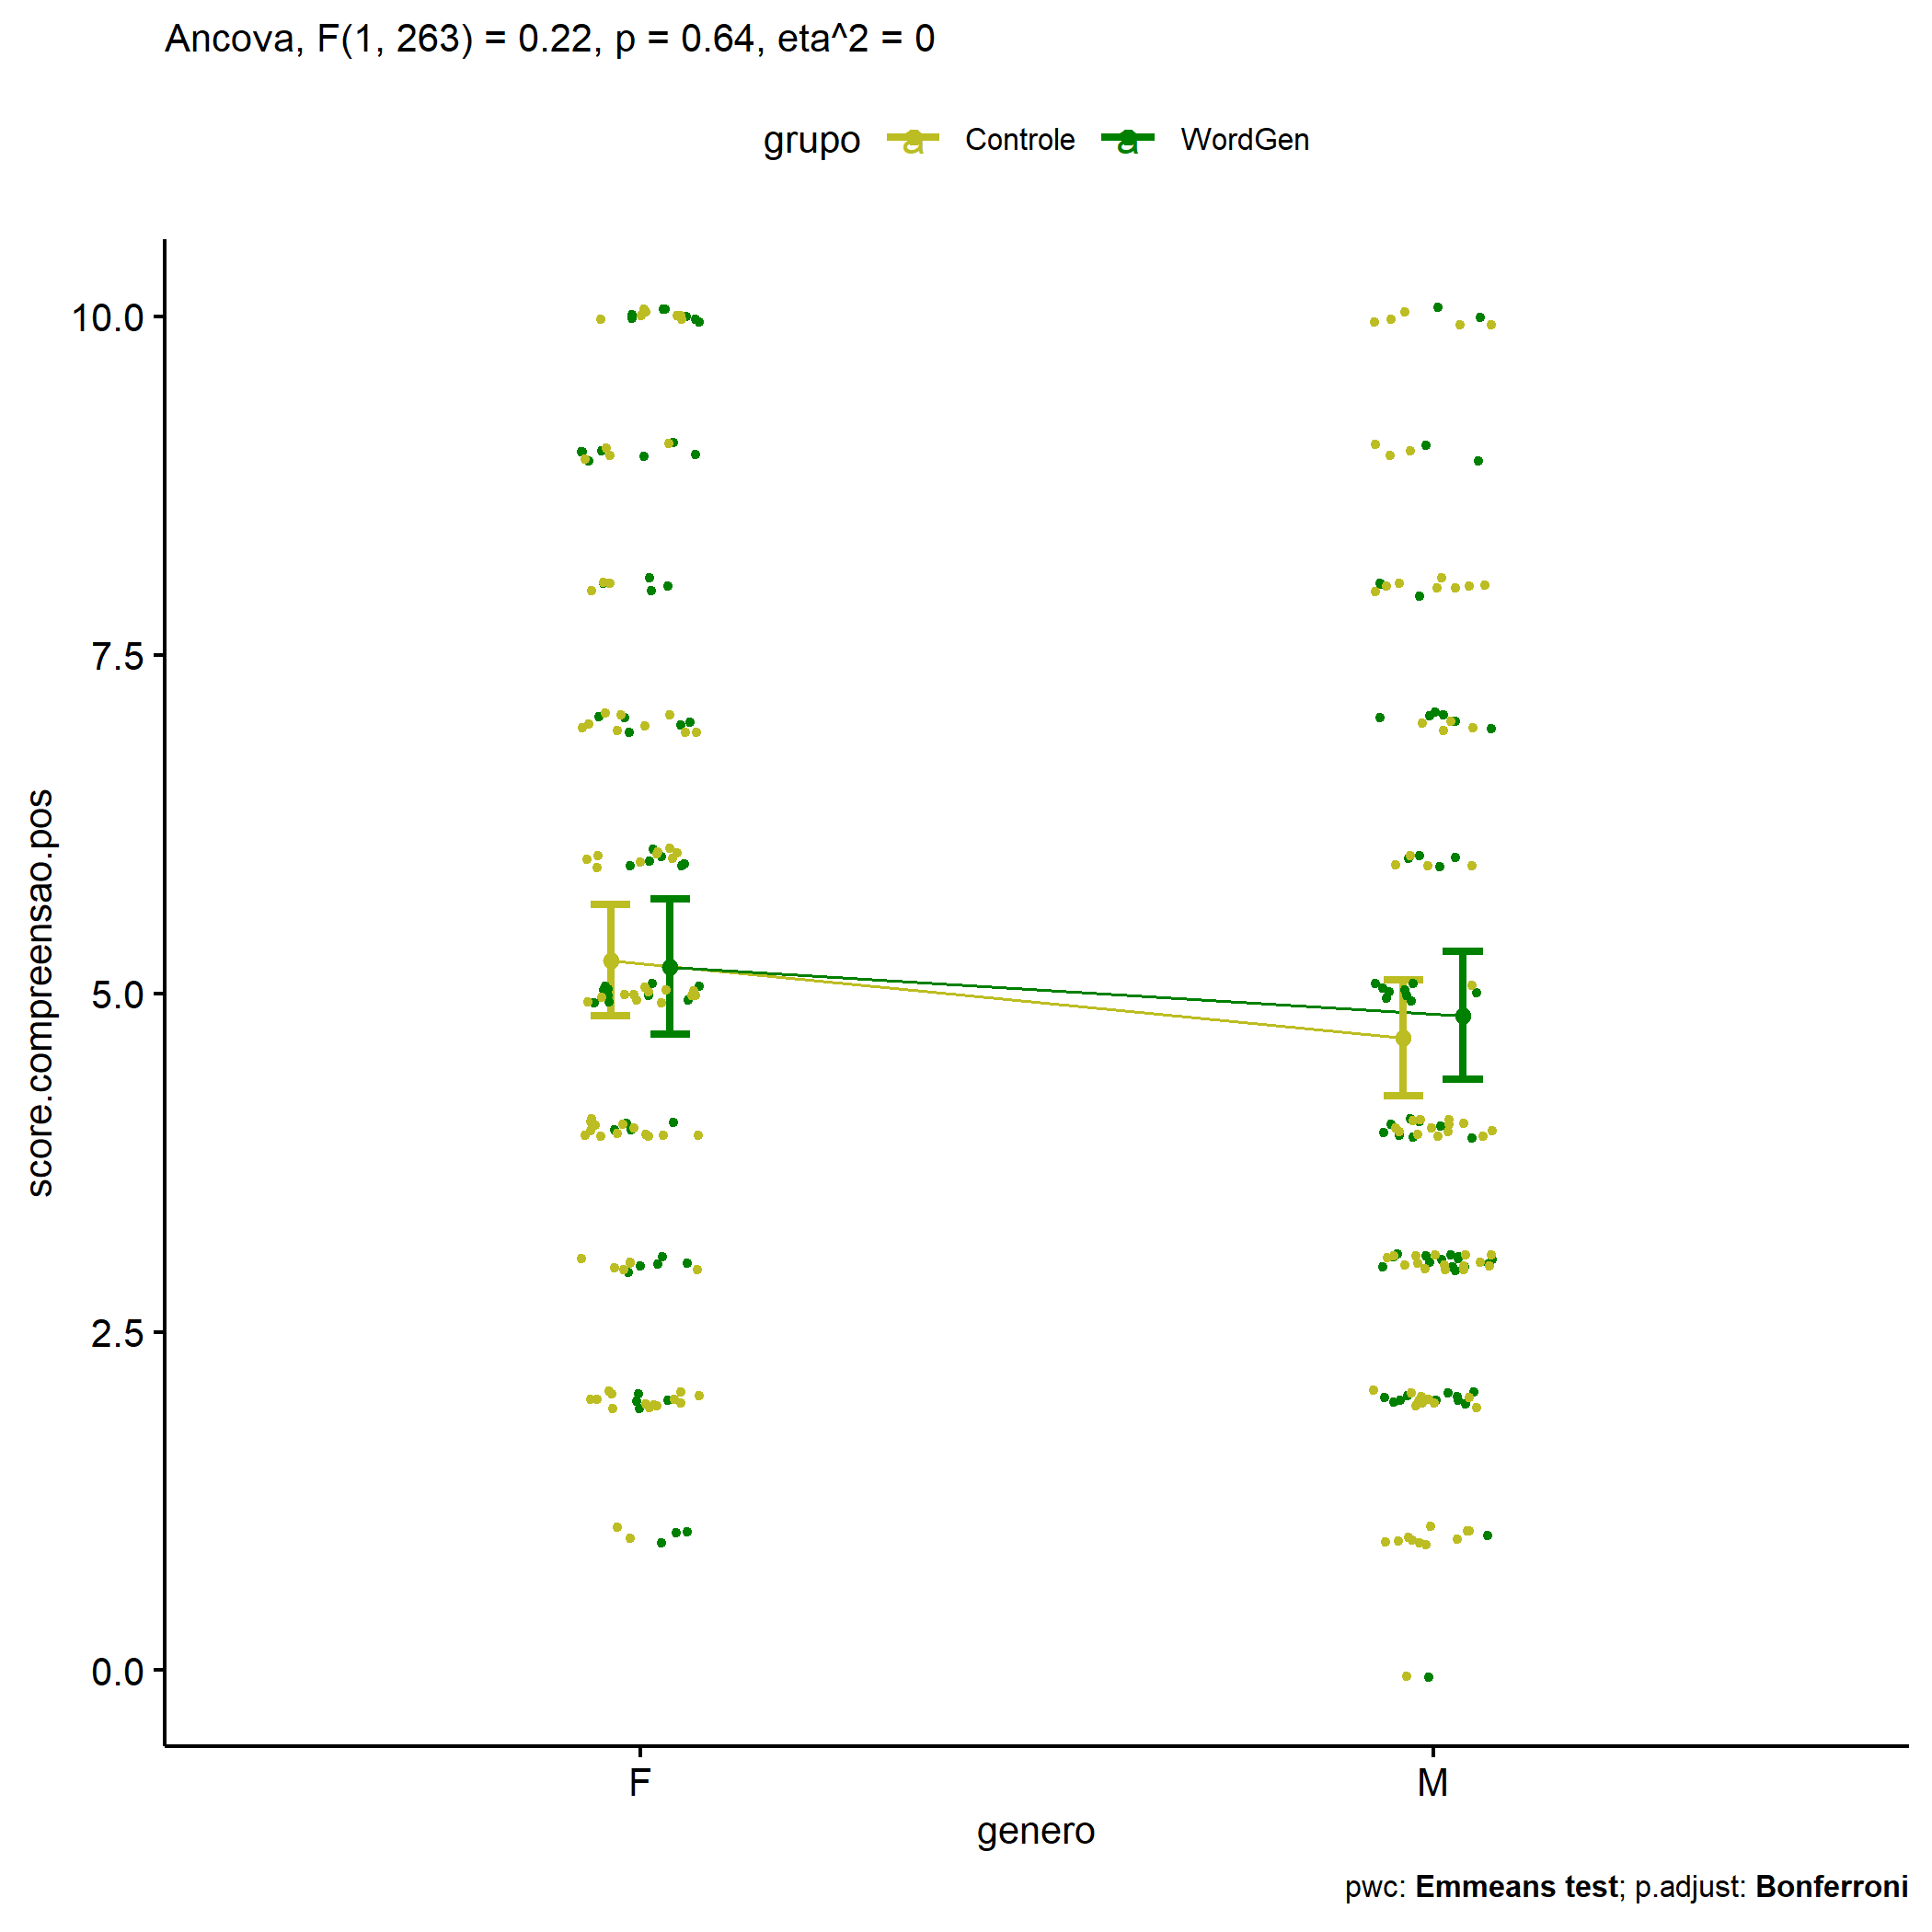 Ancova, F(1, 263) = 0.22, p = 0.64, eta^2 = 0
grupo a Controle a WordGen
10.0
7.5
5.0
2.5
0.0
score.compreensao.pos
F M
genero
pwc: Emmeans test; p.adjust: Bonferroni